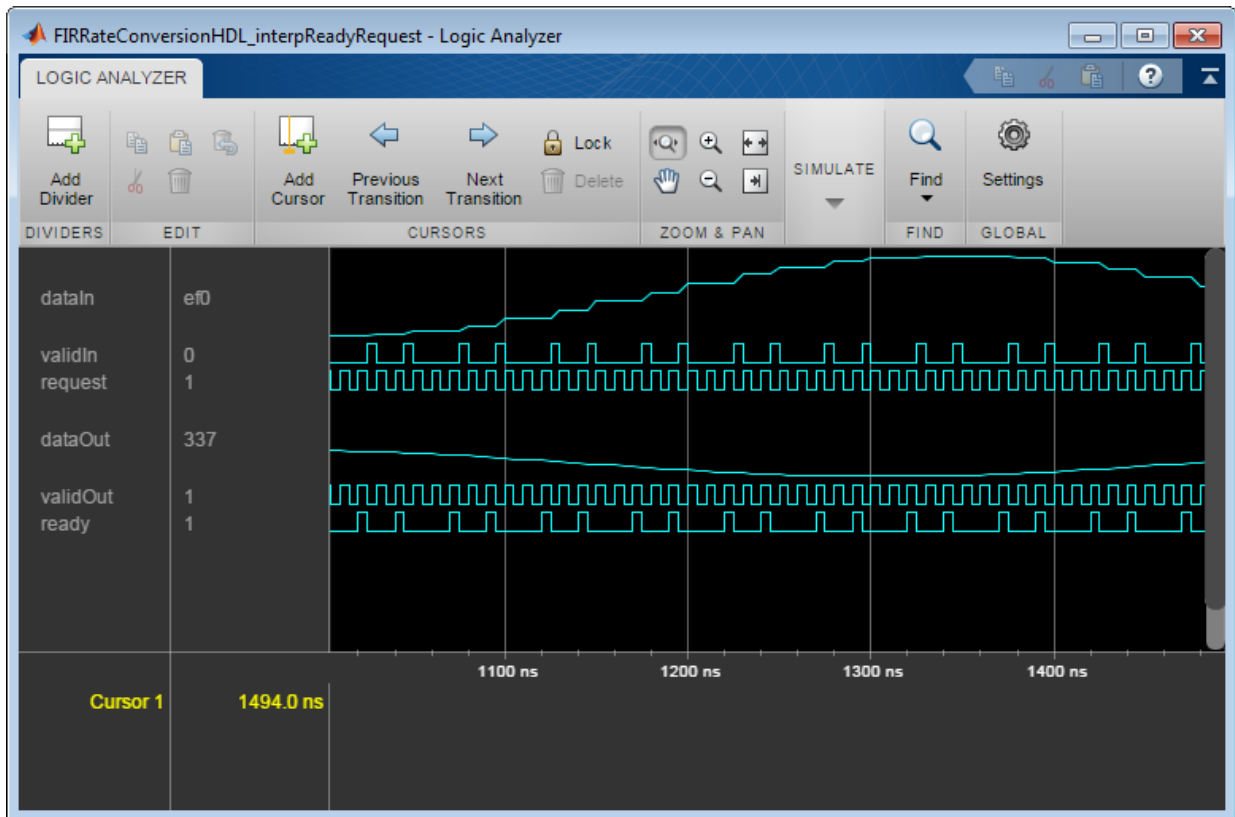 FIRRateConversionHDL_interpReadyRequest - Logic Analyzer
LOGIC ANALYZER
?
Add Divider
Add Cursor
Previous Transition
Next Transition
Lock
Delete
SIMULATE
Find
Settings
DIVIDERS EDIT CURSORS ZOOM & PAN FIND GLOBAL
dataIn ef0
validIn 0
request 1
dataOut 337
validOut 1
ready 1
1100 ns 1200 ns 1300 ns 1400 ns
Cursor 1 1494.0 ns